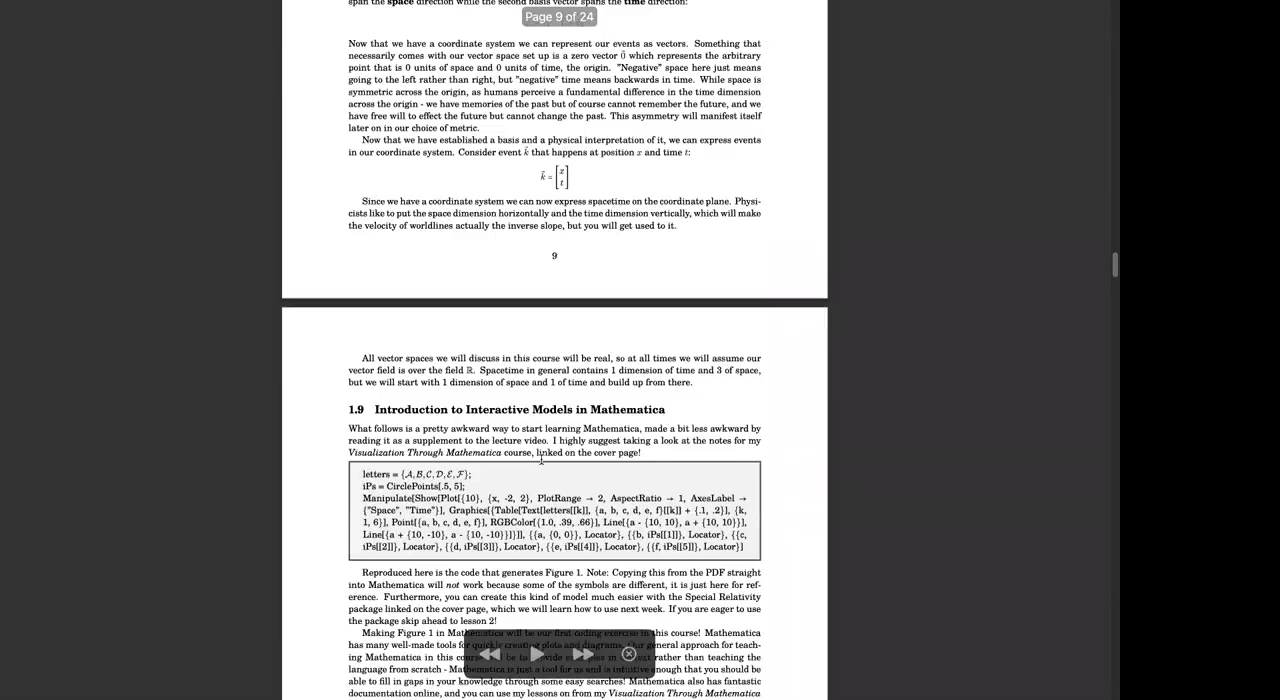 span the space direction while the second basis vector spans the time direction:
Page 9 of 24
Now that we have a coordinate system we can represent our events as vectors. Something that
necessarily comes with our vector space set up is a zero vector 0⃗ which represents the arbitrary
point that is 0 units of space and 0 units of time, the origin. "Negative" space here just means
going to the left rather than right, but "negative" time means backwards in time. While space is
symmetric across the origin, as humans perceive a fundamental difference in the time dimension
across the origin - we have memories of the past but of course cannot remember the future, and we
have free will to effect the future but cannot change the past. This asymmetry will manifest itself
later on in our choice of metric.
Now that we have established a basis and a physical interpretation of it, we can express events
in our coordinate system. Consider event k⃗ that happens at position x and time t:
k⃗ = [x
t]
Since we have a coordinate system we can now express spacetime on the coordinate plane. Physi-
cists like to put the space dimension horizontally and the time dimension vertically, which will make
the velocity of worldlines actually the inverse slope, but you will get used to it.
9
All vector spaces we will discuss in this course will be real, so at all times we will assume our
vector field is over the field ℝ. Spacetime in general contains 1 dimension of time and 3 of space,
but we will start with 1 dimension of space and 1 of time and build up from there.
1.9 Introduction to Interactive Models in Mathematica
What follows is a pretty awkward way to start learning Mathematica, made a bit less awkward by
reading it as a supplement to the lecture video. I highly suggest taking a look at the notes for my
Visualization Through Mathematica course, linked on the cover page!
letters = {𝒜,ℬ,𝒞,𝒟,ℰ,ℱ};
iPs = CirclePoints[.5, 5];
Manipulate[Show[Plot[{10}, {x, -2, 2}, PlotRange → 2, AspectRatio → 1, AxesLabel →
{"Space", "Time"}], Graphics[{Table[Text[letters[[k]], {a, b, c, d, e, f}[[k]] + {.1, .2}], {k,
1, 6}], Point[{a, b, c, d, e, f}], RGBColor[{1.0, .39, .66}], Line[{a - {10, 10}, a + {10, 10}}],
Line[{a + {10, -10}, a - {10, -10}}]}]], {{a, {0, 0}}, Locator}, {{b, iPs[[1]]}, Locator}, {{c,
iPs[[2]]}, Locator}, {{d, iPs[[3]]}, Locator}, {{e, iPs[[4]]}, Locator}, {{f, iPs[[5]]}, Locator}]
Reproduced here is the code that generates Figure 1. Note: Copying this from the PDF straight
into Mathematica will not work because some of the symbols are different, it is just here for ref-
erence. Furthermore, you can create this kind of model much easier with the Special Relativity
package linked on the cover page, which we will learn how to use next week. If you are eager to use
the package skip ahead to lesson 2!
Making Figure 1 in Mathematica will be our first coding exercise in this course! Mathematica
has many well-made tools for quickly creating plots and diagrams. Our general approach for teach-
ing Mathematica in this course will be to provide examples in context rather than teaching the
language from scratch - Mathematica is just a tool for us and is intuitive enough that you should be
able to fill in gaps in your knowledge through some easy searches! Mathematica also has fantastic
documentation online, and you can use my lessons on from my Visualization Through Mathematica